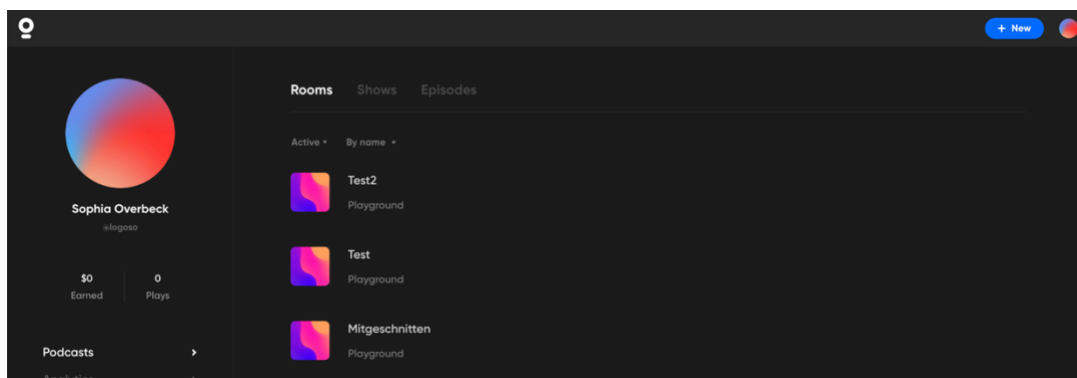 + New
Rooms Shows Episodes
Active By name
Sophia Overbeck
@logoso
$0 0
Earned Plays
Podcasts
Analytics
Test2
Playground
Test
Playground
Mitgeschnitten
Playground